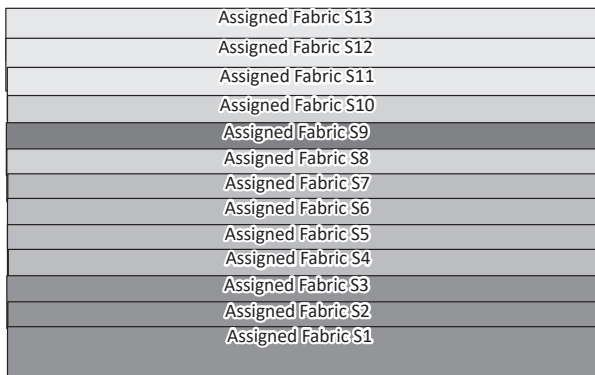 Assigned Fabric S13
Assigned Fabric S12
Assigned Fabric S11
Assigned Fabric S10
Assigned Fabric S9
Assigned Fabric S8
Assigned Fabric S7
Assigned Fabric S6
Assigned Fabric S5
Assigned Fabric S4
Assigned Fabric S3
Assigned Fabric S2
Assigned Fabric S1